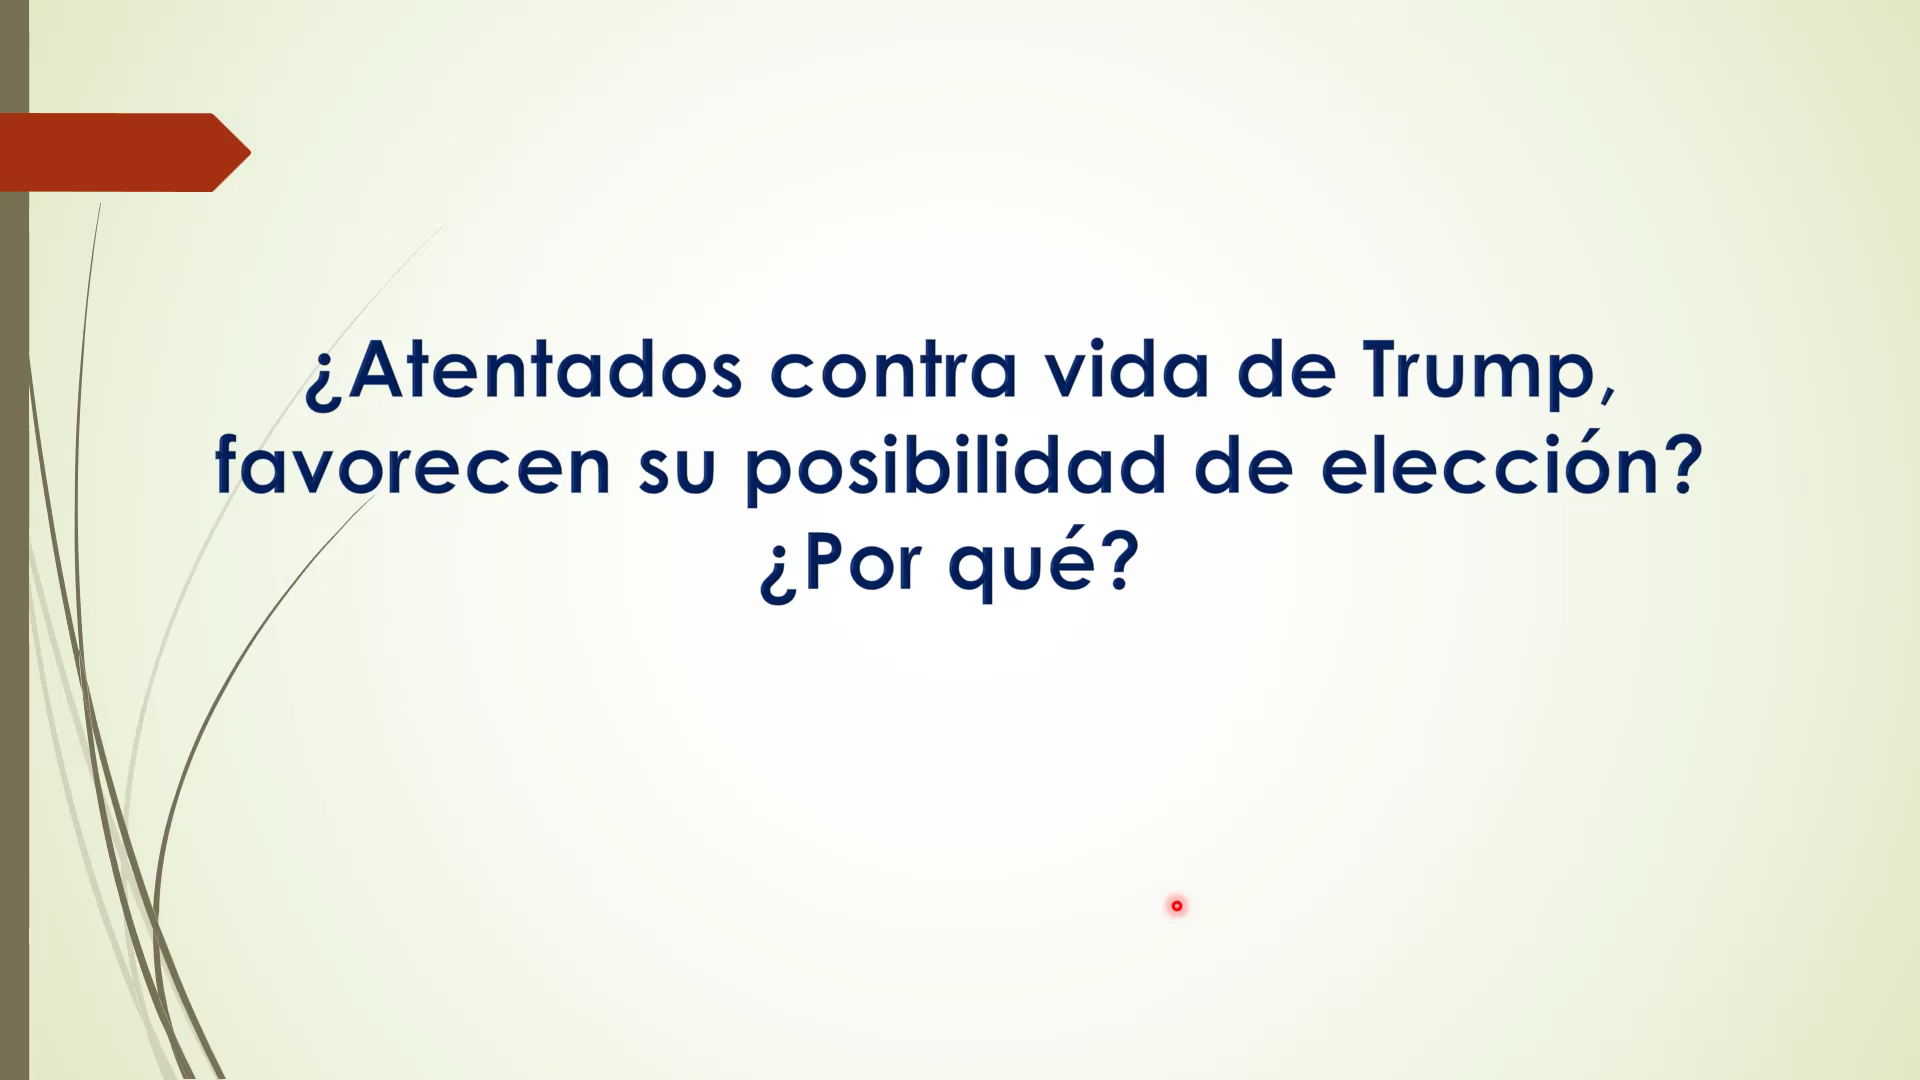 ¿Atentados contra vida de Trump,
favorecen su posibilidad de elección?
¿Por qué?